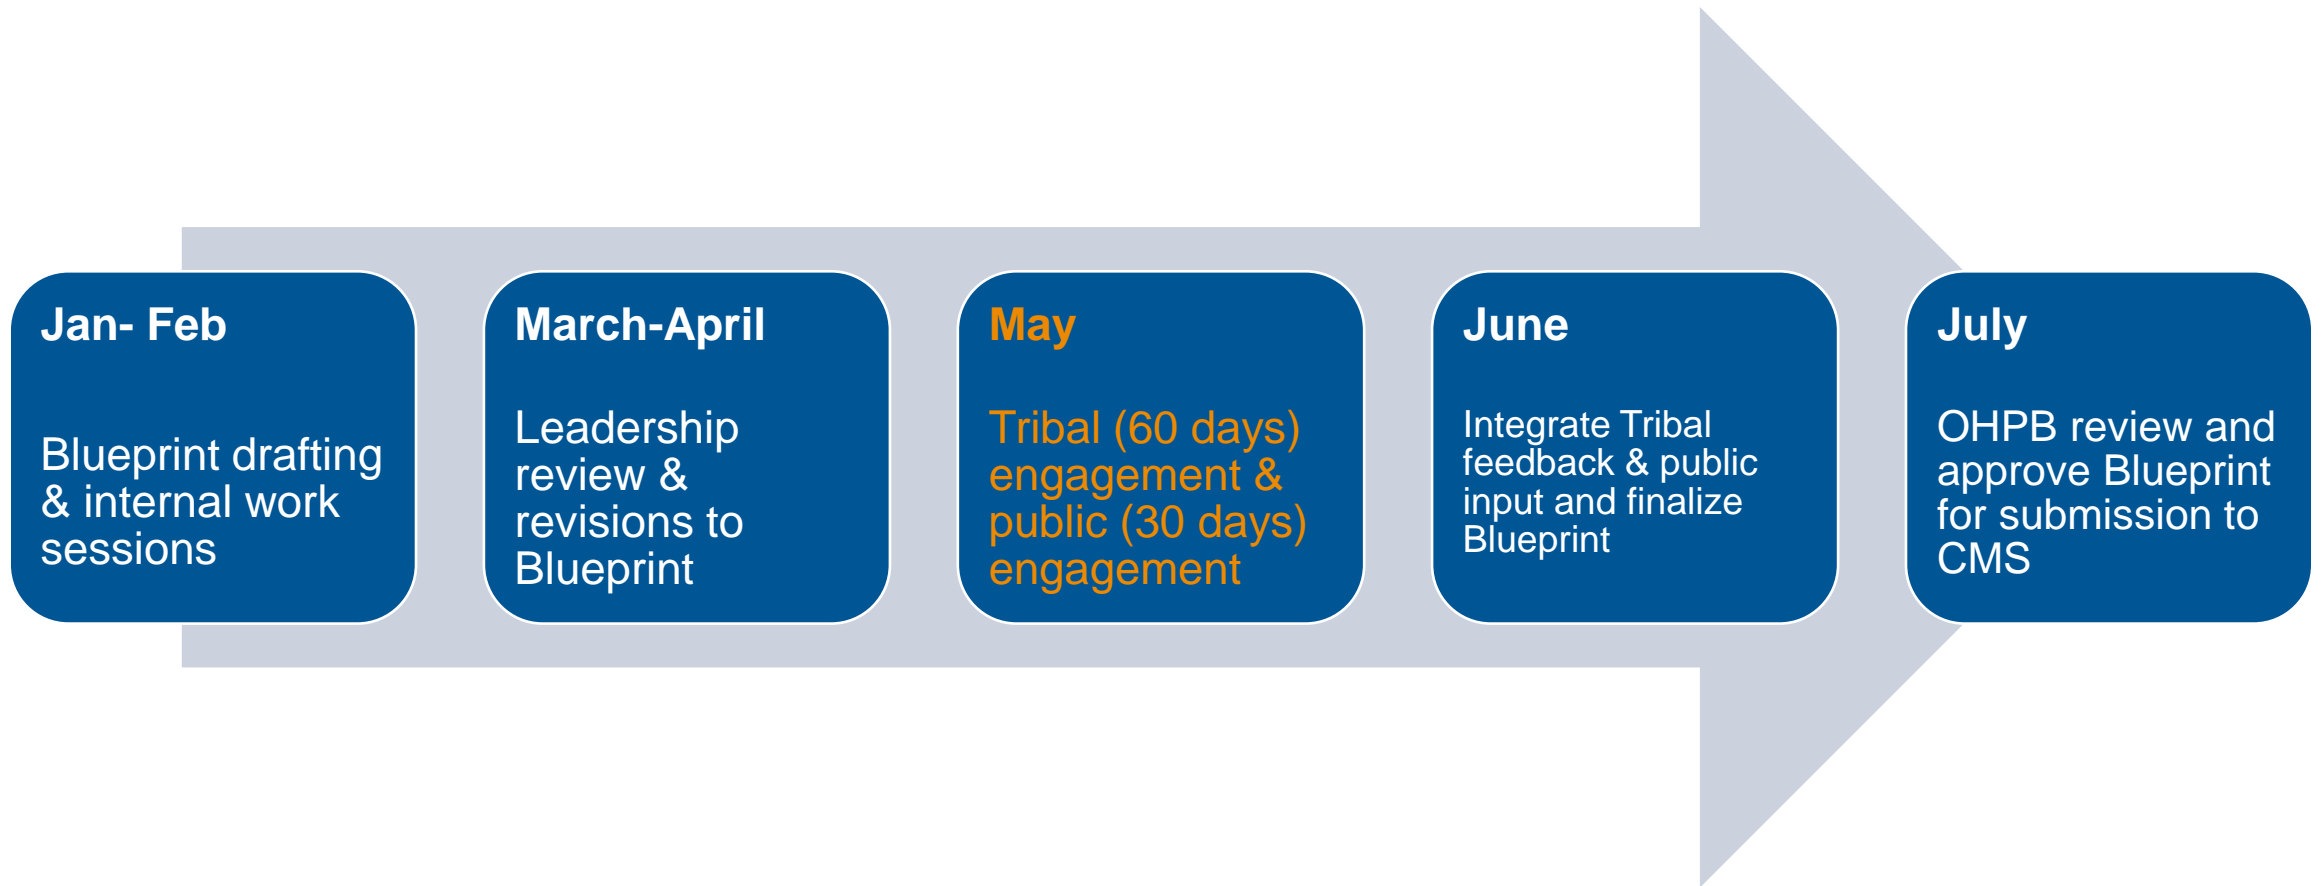 Jan- Feb
Blueprint drafting
& internal work
sessions
March-April
Leadership
review &
revisions to
Blueprint
May
Tribal (60 days)
engagement &
public (30 days)
engagement
June
Integrate Tribal
feedback & public
input and finalize
Blueprint
July
OHPB review and
approve Blueprint
for submission to
CMS